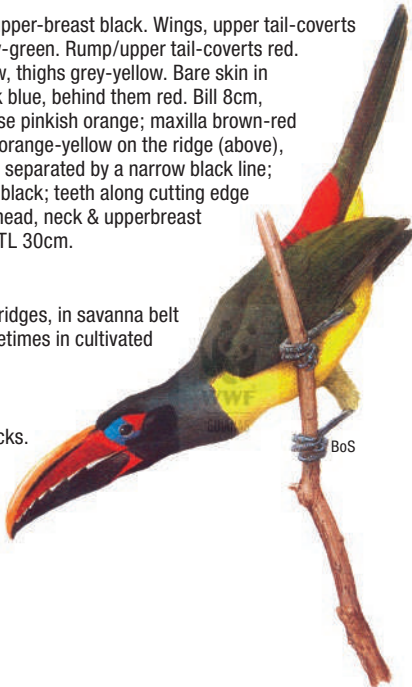 pper-breast black. Wings, upper tail-coverts
-green. Rump/upper tail-coverts red.
, thighs grey-yellow. Bare skin in
k blue, behind them red. Bill 8cm,
se pinkish orange; maxilla brown-red
orange-yellow on the ridge (above),
separated by a narrow black line;
black; teeth along cutting edge
head, neck & upperbreast
TL 30cm.
ridges, in savanna belt
etimes in cultivated
cks.
WWF
GUIANAS
BoS